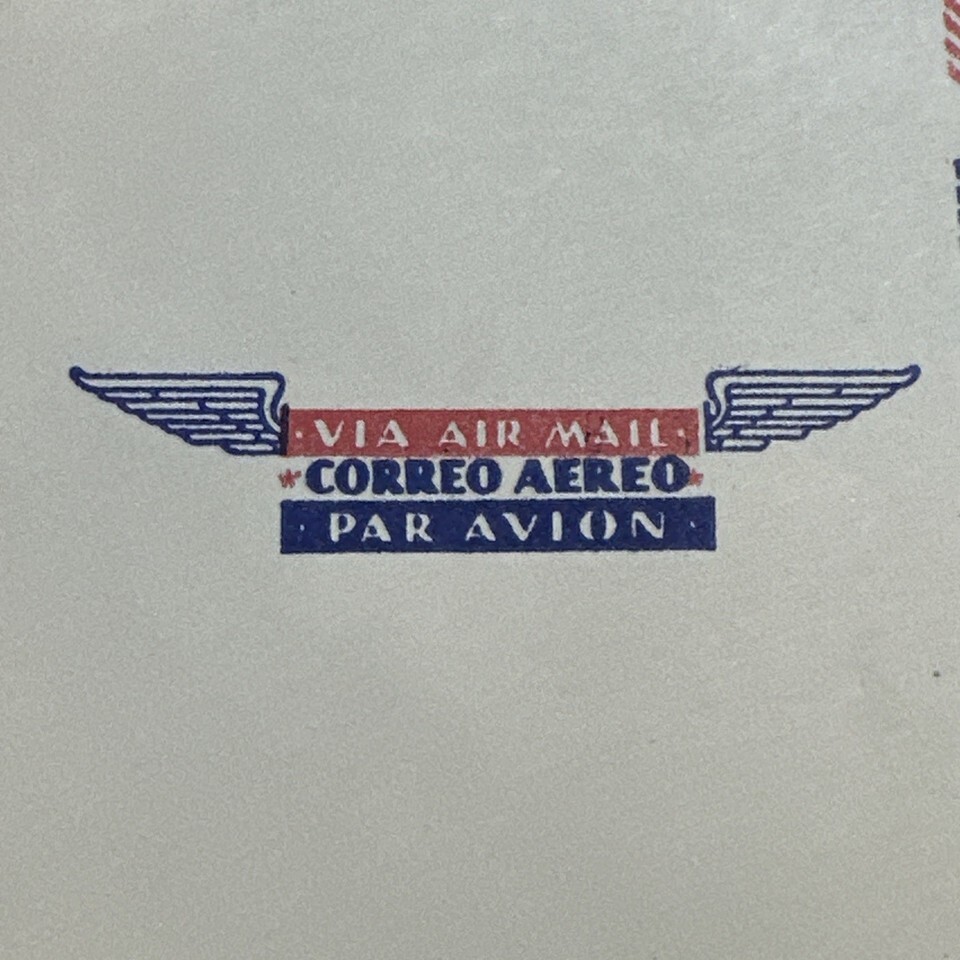 · VIA AIR MAIL ·
* CORREO AEREO *
· PAR AVION ·